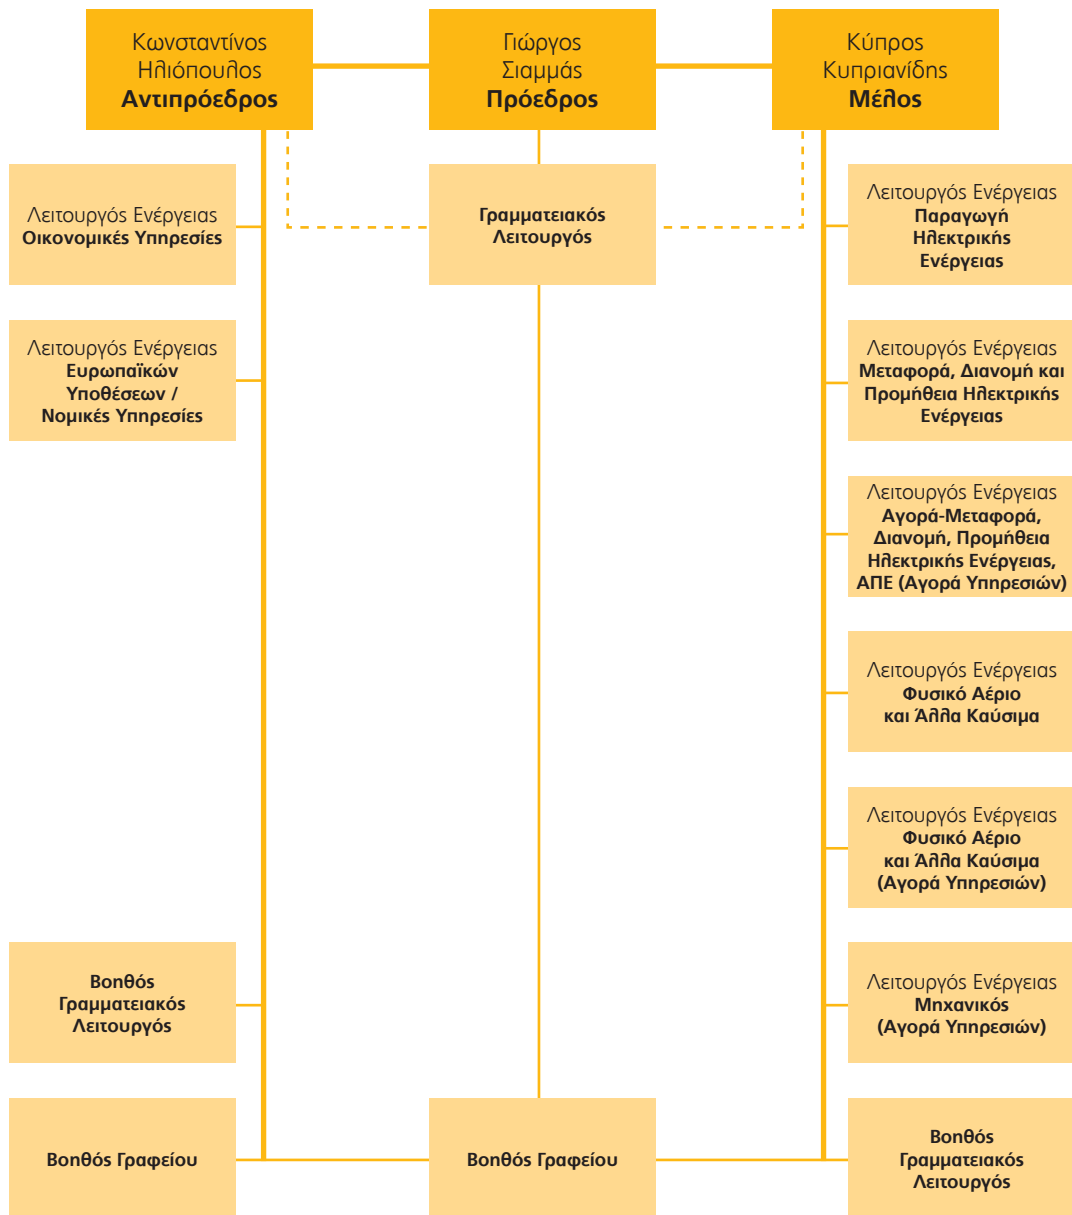 Κωνσταντίνος
Ηλιόπουλος
Αντιπρόεδρος
Γιώργος
Σιαμμάς
Πρόεδρος
Κύπρος
Κυπριανίδης
Μέλος
Λειτουργός Ενέργειας
Οικονομικές Υπηρεσίες
Γραμματειακός
Λειτουργός
Λειτουργός Ενέργειας
Παραγωγή
Ηλεκτρικής
Ενέργειας
Λειτουργός Ενέργειας
Ευρωπαϊκών
Υποθέσεων /
Νομικές Υπηρεσίες
Λειτουργός Ενέργειας
Μεταφορά, Διανομή και
Προμήθεια Ηλεκτρικής
Ενέργειας
Λειτουργός Ενέργειας
Αγορά-Μεταφορά,
Διανομή, Προμήθεια
Ηλεκτρικής Ενέργειας,
ΑΠΕ (Αγορά Υπηρεσιών)
Λειτουργός Ενέργειας
Φυσικό Αέριο
και Άλλα Καύσιμα
Λειτουργός Ενέργειας
Φυσικό Αέριο
και Άλλα Καύσιμα
(Αγορά Υπηρεσιών)
Βοηθός
Γραμματειακός
Λειτουργός
Λειτουργός Ενέργειας
Μηχανικός
(Αγορά Υπηρεσιών)
Βοηθός Γραφείου
Βοηθός Γραφείου
Βοηθός
Γραμματειακός
Λειτουργός